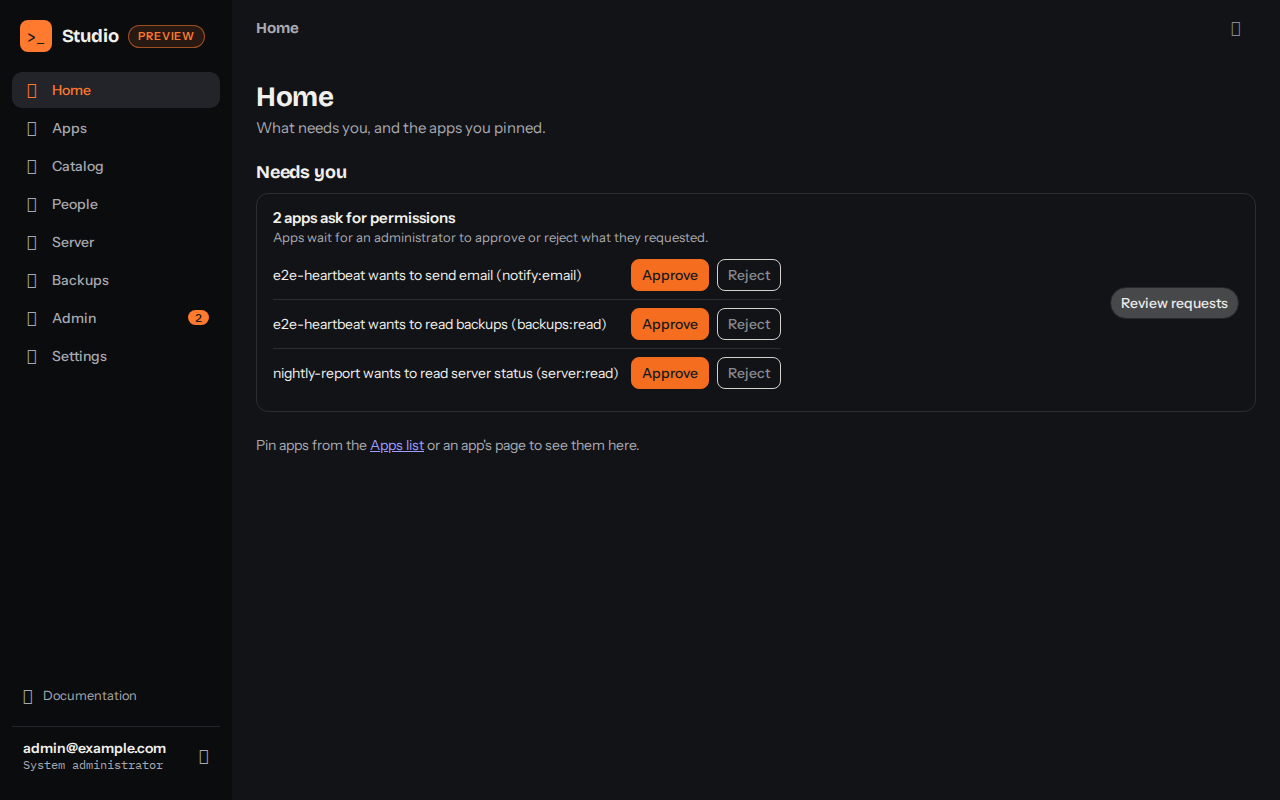 >_ Studio PREVIEW
Home
Apps
Catalog
People
Server
Backups
Admin 2
Settings
Documentation
admin@example.com
System administrator
Home
Home
What needs you, and the apps you pinned.
Needs you
2 apps ask for permissions
Apps wait for an administrator to approve or reject what they requested.
e2e-heartbeat wants to send email (notify:email) Approve Reject
e2e-heartbeat wants to read backups (backups:read) Approve Reject
nightly-report wants to read server status (server:read) Approve Reject
Review requests
Pin apps from the Apps list or an app's page to see them here.